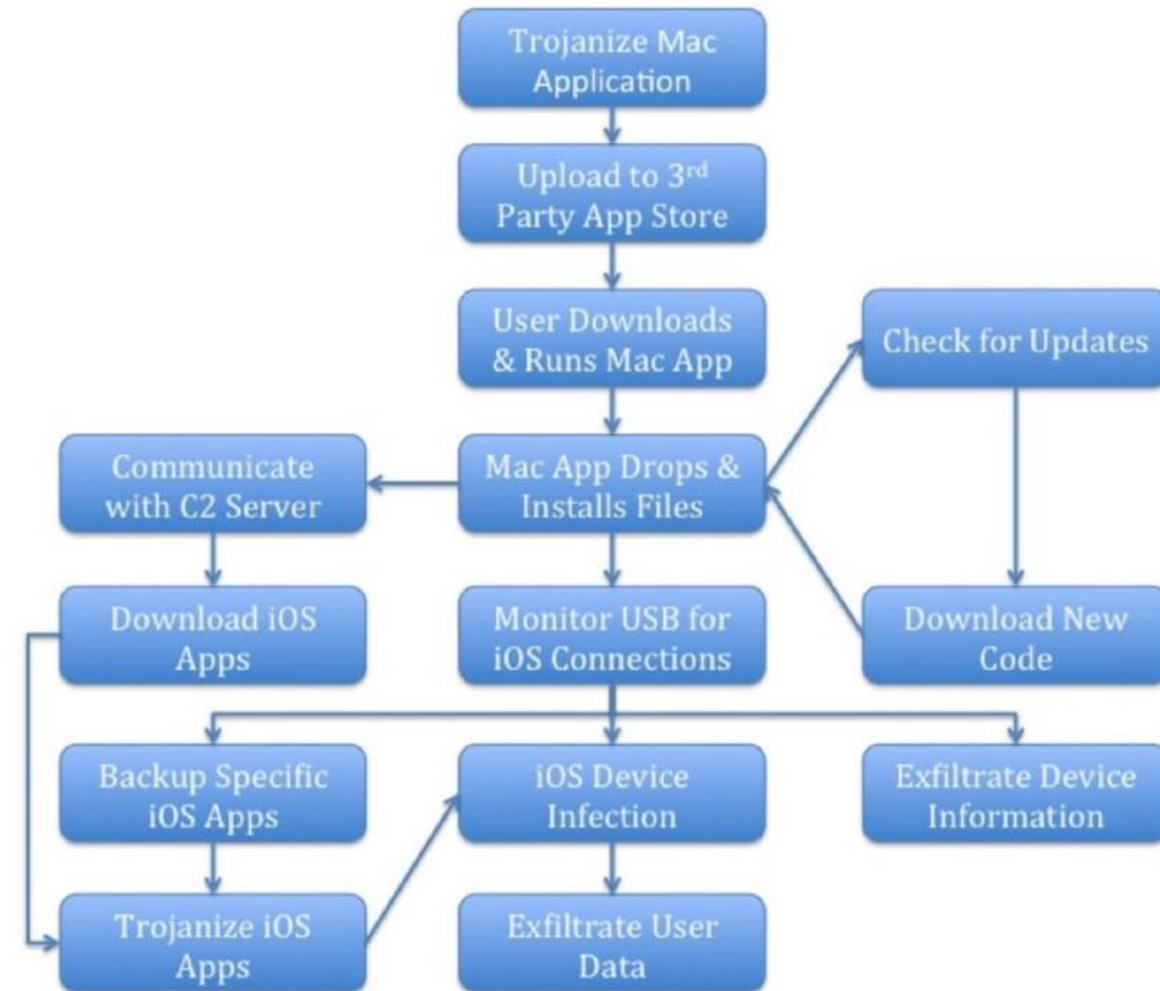 Trojanize Mac
Application
Upload to 3rd
Party App Store
User Downloads
& Runs Mac App
Check for Updates
Communicate
with C2 Server
Mac App Drops &
Installs Files
Download iOS
Apps
Monitor USB for
iOS Connections
Download New
Code
Backup Specific
iOS Apps
iOS Device
Infection
Exfiltrate Device
Information
Trojanize iOS
Apps
Exfiltrate User
Data